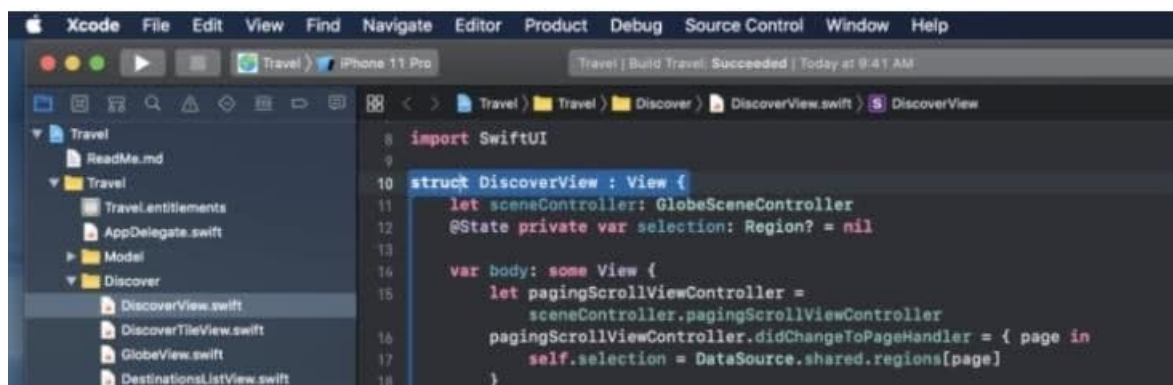 Xcode File Edit View Find Navigate Editor Product Debug Source Control Window Help
Travel 〉 iPhone 11 Pro
Travel | Build Travel: Succeeded | Today at 9:41 AM
Travel 〉 Travel 〉 Discover 〉 DiscoverView.swift 〉 S DiscoverView
Travel
ReadMe.md
Travel
Travel.entitlements
AppDelegate.swift
Model
Discover
DiscoverView.swift
DiscoverTileView.swift
GlobeView.swift
DestinationsListView.swift
8 import SwiftUI
9
10 struct DiscoverView : View {
11 let sceneController: GlobeSceneController
12 @State private var selection: Region? = nil
13
14 var body: some View {
15 let pagingScrollViewController =
sceneController.pagingScrollViewController
16 pagingScrollViewController.didChangeToPageHandler = { page in
17 self.selection = DataSource.shared.regions[page]
18 }